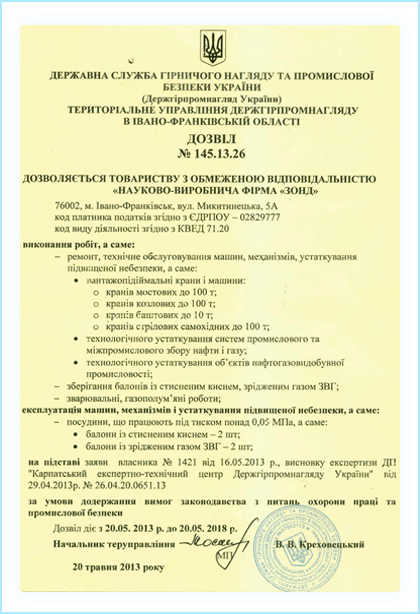 ДЕРЖАВНА СЛУЖБА ГІРНИЧОГО НАГЛЯДУ ТА ПРОМИСЛОВОЇ
БЕЗПЕКИ УКРАЇНИ
(Держгірпромнагляд України)
ТЕРИТОРІАЛЬНЕ УПРАВЛІННЯ ДЕРЖГІРПРОМНАГЛЯДУ
В ІВАНО-ФРАНКІВСЬКІЙ ОБЛАСТІ
ДОЗВІЛ
№ 145.13.26
ДОЗВОЛЯЄТЬСЯ ТОВАРИСТВУ З ОБМЕЖЕНОЮ ВІДПОВІДАЛЬНІСТЮ
«НАУКОВО-ВИРОБНИЧА ФІРМА «ЗОНД»
76002, м. Івано-Франківськ, вул. Микитинецька, 5А
код платника податків згідно з ЄДРПОУ – 02829777
код виду діяльності згідно з КВЕД 71.20
виконання робіт, а саме:
– ремонт, технічне обслуговування машин, механізмів, устаткування
підвищеної небезпеки, а саме:
• вантажопідіймальні крани і машини:
o кранів мостових до 100 т;
o кранів козлових до 100 т;
o кранів баштових до 10 т;
o кранів стрілових самохідних до 100 т;
• технологічного устаткування систем промислового та
міжпромислового збору нафти і газу;
• технологічного устаткування об’єктів нафтогазовидобувної
промисловості;
– зберігання балонів із стисненим киснем, зрідженим газом ЗВГ;
– зварювальні, газополум’яні роботи;
експлуатація машин, механізмів і устаткування підвищеної небезпеки, а саме:
– посудини, що працюють під тиском понад 0,05 МПа, а саме:
• балони із стисненим киснем – 2 шт;
• балони із зрідженим газом ЗВГ – 2 шт;
на підставі заяви власника № 1421 від 16.05.2013 р., висновку експертизи ДП
"Карпатський експертно-технічний центр Держгірпромнагляду України" від
29.04.2013р. № 26.04.20.0651.13
за умови додержання вимог законодавства з питань охорони праці та
промислової безпеки
Дозвіл діє з 20.05. 2013 р. до 20.05. 2018 р.
Начальник теруправління В. В. Креховецький
МП
20 травня 2013 року